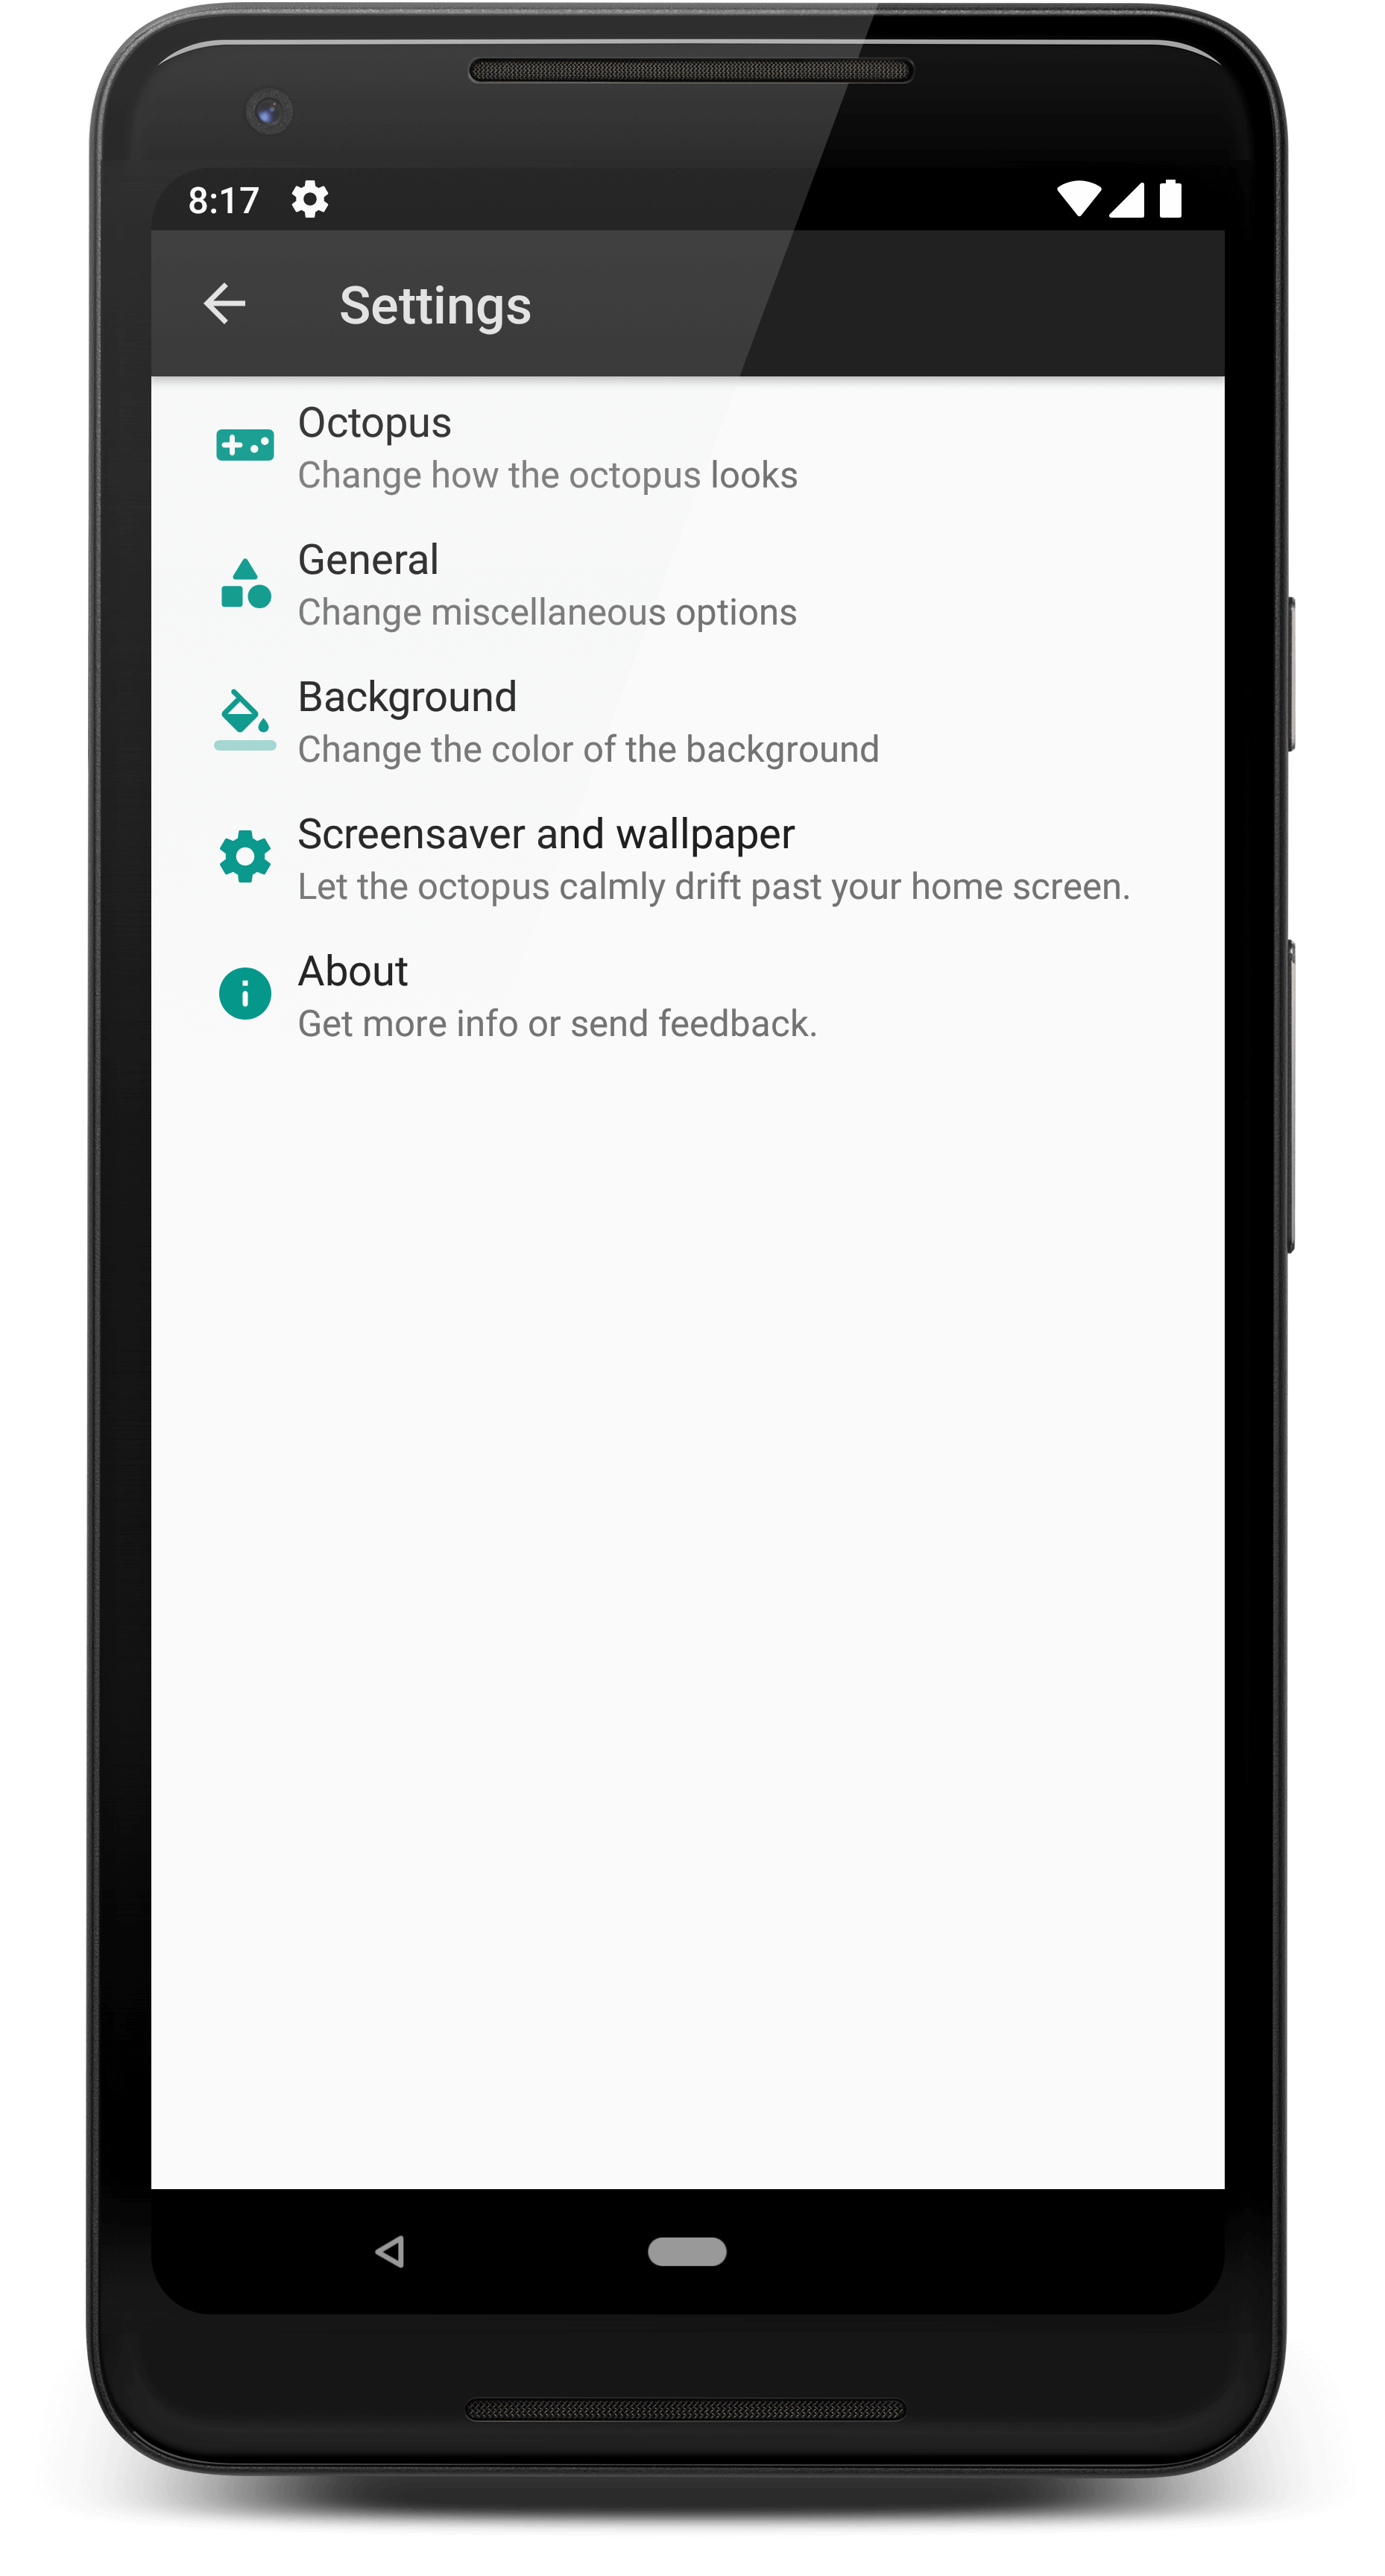 8:17
Settings
Octopus
Change how the octopus looks
General
Change miscellaneous options
Background
Change the color of the background
Screensaver and wallpaper
Let the octopus calmly drift past your home screen.
About
Get more info or send feedback.